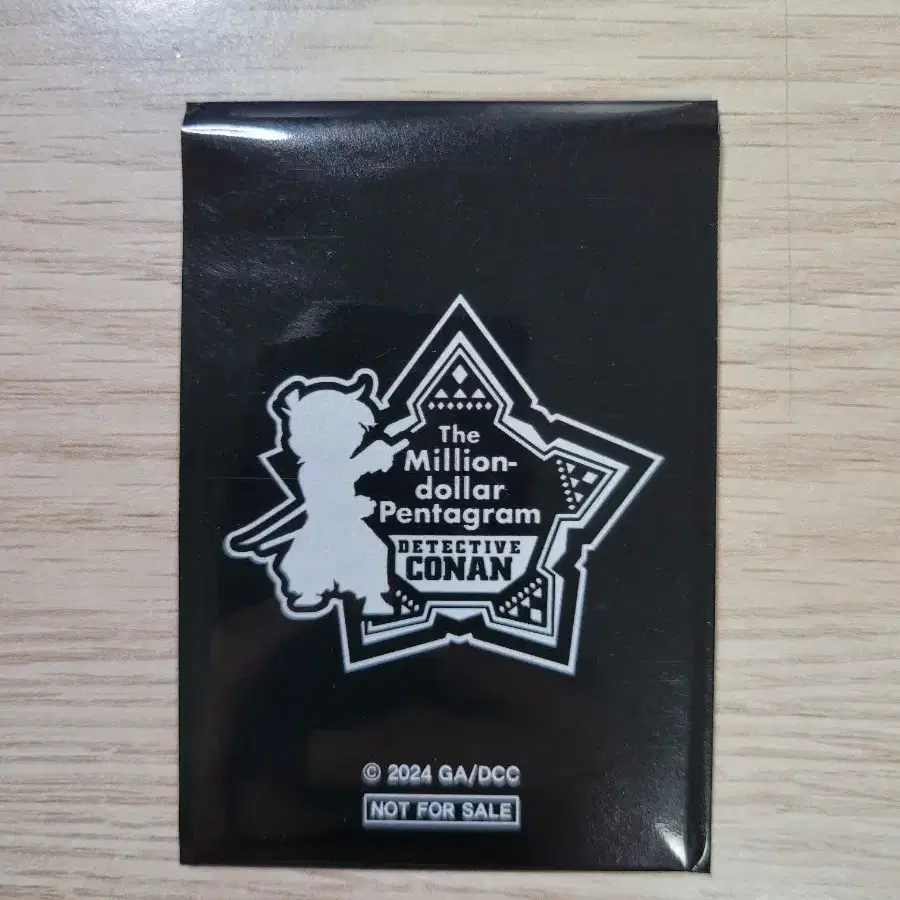 The
Million-
dollar
Pentagram
DETECTIVE
CONAN
© 2024 GA/DCC
NOT FOR SALE